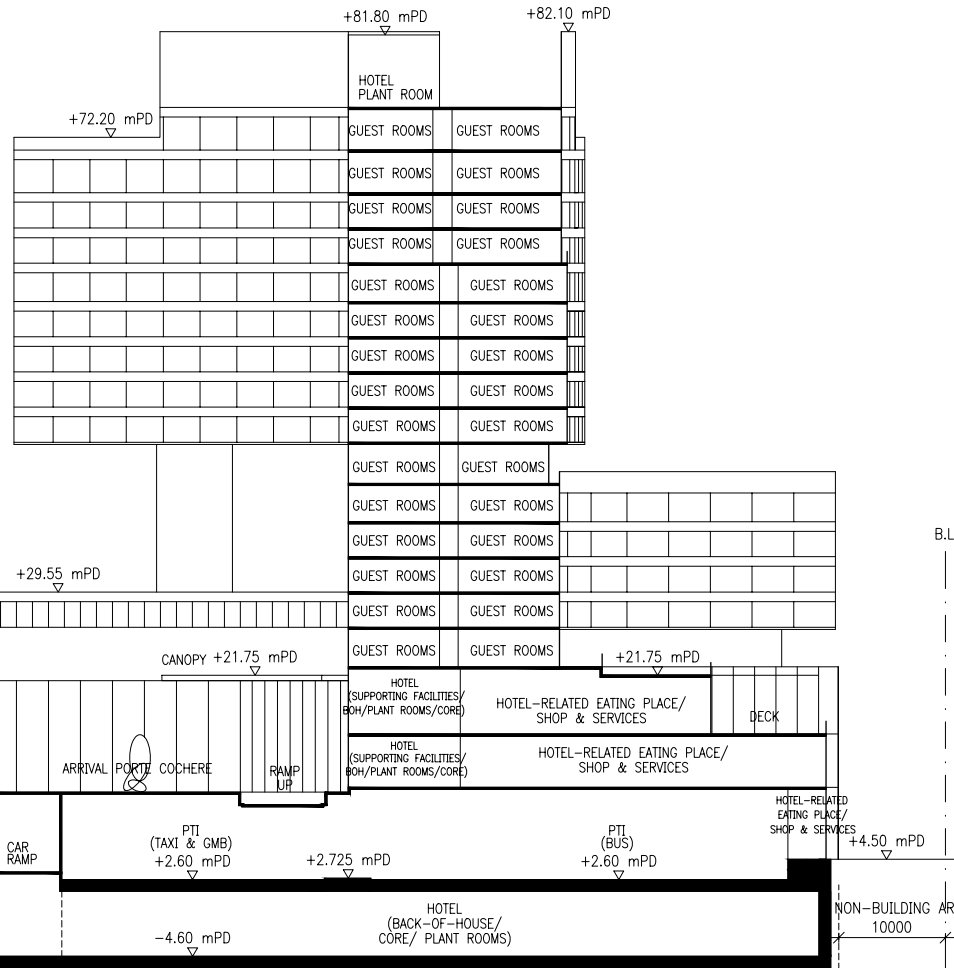 +81.80 mPD
+82.10 mPD
HOTEL
PLANT ROOM
+72.20 mPD
GUEST ROOMS GUEST ROOMS
GUEST ROOMS GUEST ROOMS
GUEST ROOMS GUEST ROOMS
GUEST ROOMS GUEST ROOMS
GUEST ROOMS GUEST ROOMS
GUEST ROOMS GUEST ROOMS
GUEST ROOMS GUEST ROOMS
GUEST ROOMS GUEST ROOMS
GUEST ROOMS GUEST ROOMS
GUEST ROOMS GUEST ROOMS
GUEST ROOMS GUEST ROOMS
GUEST ROOMS GUEST ROOMS
B.L
+29.55 mPD
GUEST ROOMS GUEST ROOMS
GUEST ROOMS GUEST ROOMS
GUEST ROOMS GUEST ROOMS
CANOPY +21.75 mPD
+21.75 mPD
HOTEL
(SUPPORTING FACILITIES/
BOH/PLANT ROOMS/CORE)
HOTEL-RELATED EATING PLACE/
SHOP & SERVICES
DECK
HOTEL
(SUPPORTING FACILITIES/
BOH/PLANT ROOMS/CORE)
HOTEL-RELATED EATING PLACE/
SHOP & SERVICES
ARRIVAL PORTE COCHERE
RAMP
UP
HOTEL-RELATED
EATING PLACE/
SHOP & SERVICES
CAR
RAMP
PTI
(TAXI & GMB)
+2.60 mPD
+2.725 mPD
PTI
(BUS)
+2.60 mPD
+4.50 mPD
HOTEL
(BACK-OF-HOUSE/
CORE/ PLANT ROOMS)
-4.60 mPD
NON-BUILDING AR
10000